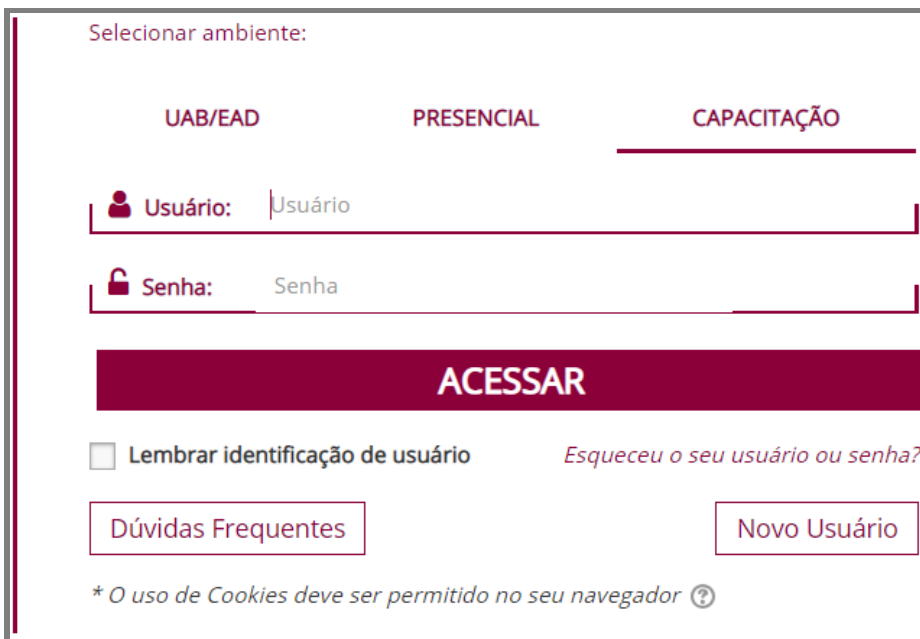 Selecionar ambiente:
UAB/EAD PRESENCIAL CAPACITAÇÃO
Usuário: Usuário
Senha: Senha
ACESSAR
Lembrar identificação de usuário Esqueceu o seu usuário ou senha?
Dúvidas Frequentes Novo Usuário
* O uso de Cookies deve ser permitido no seu navegador ?